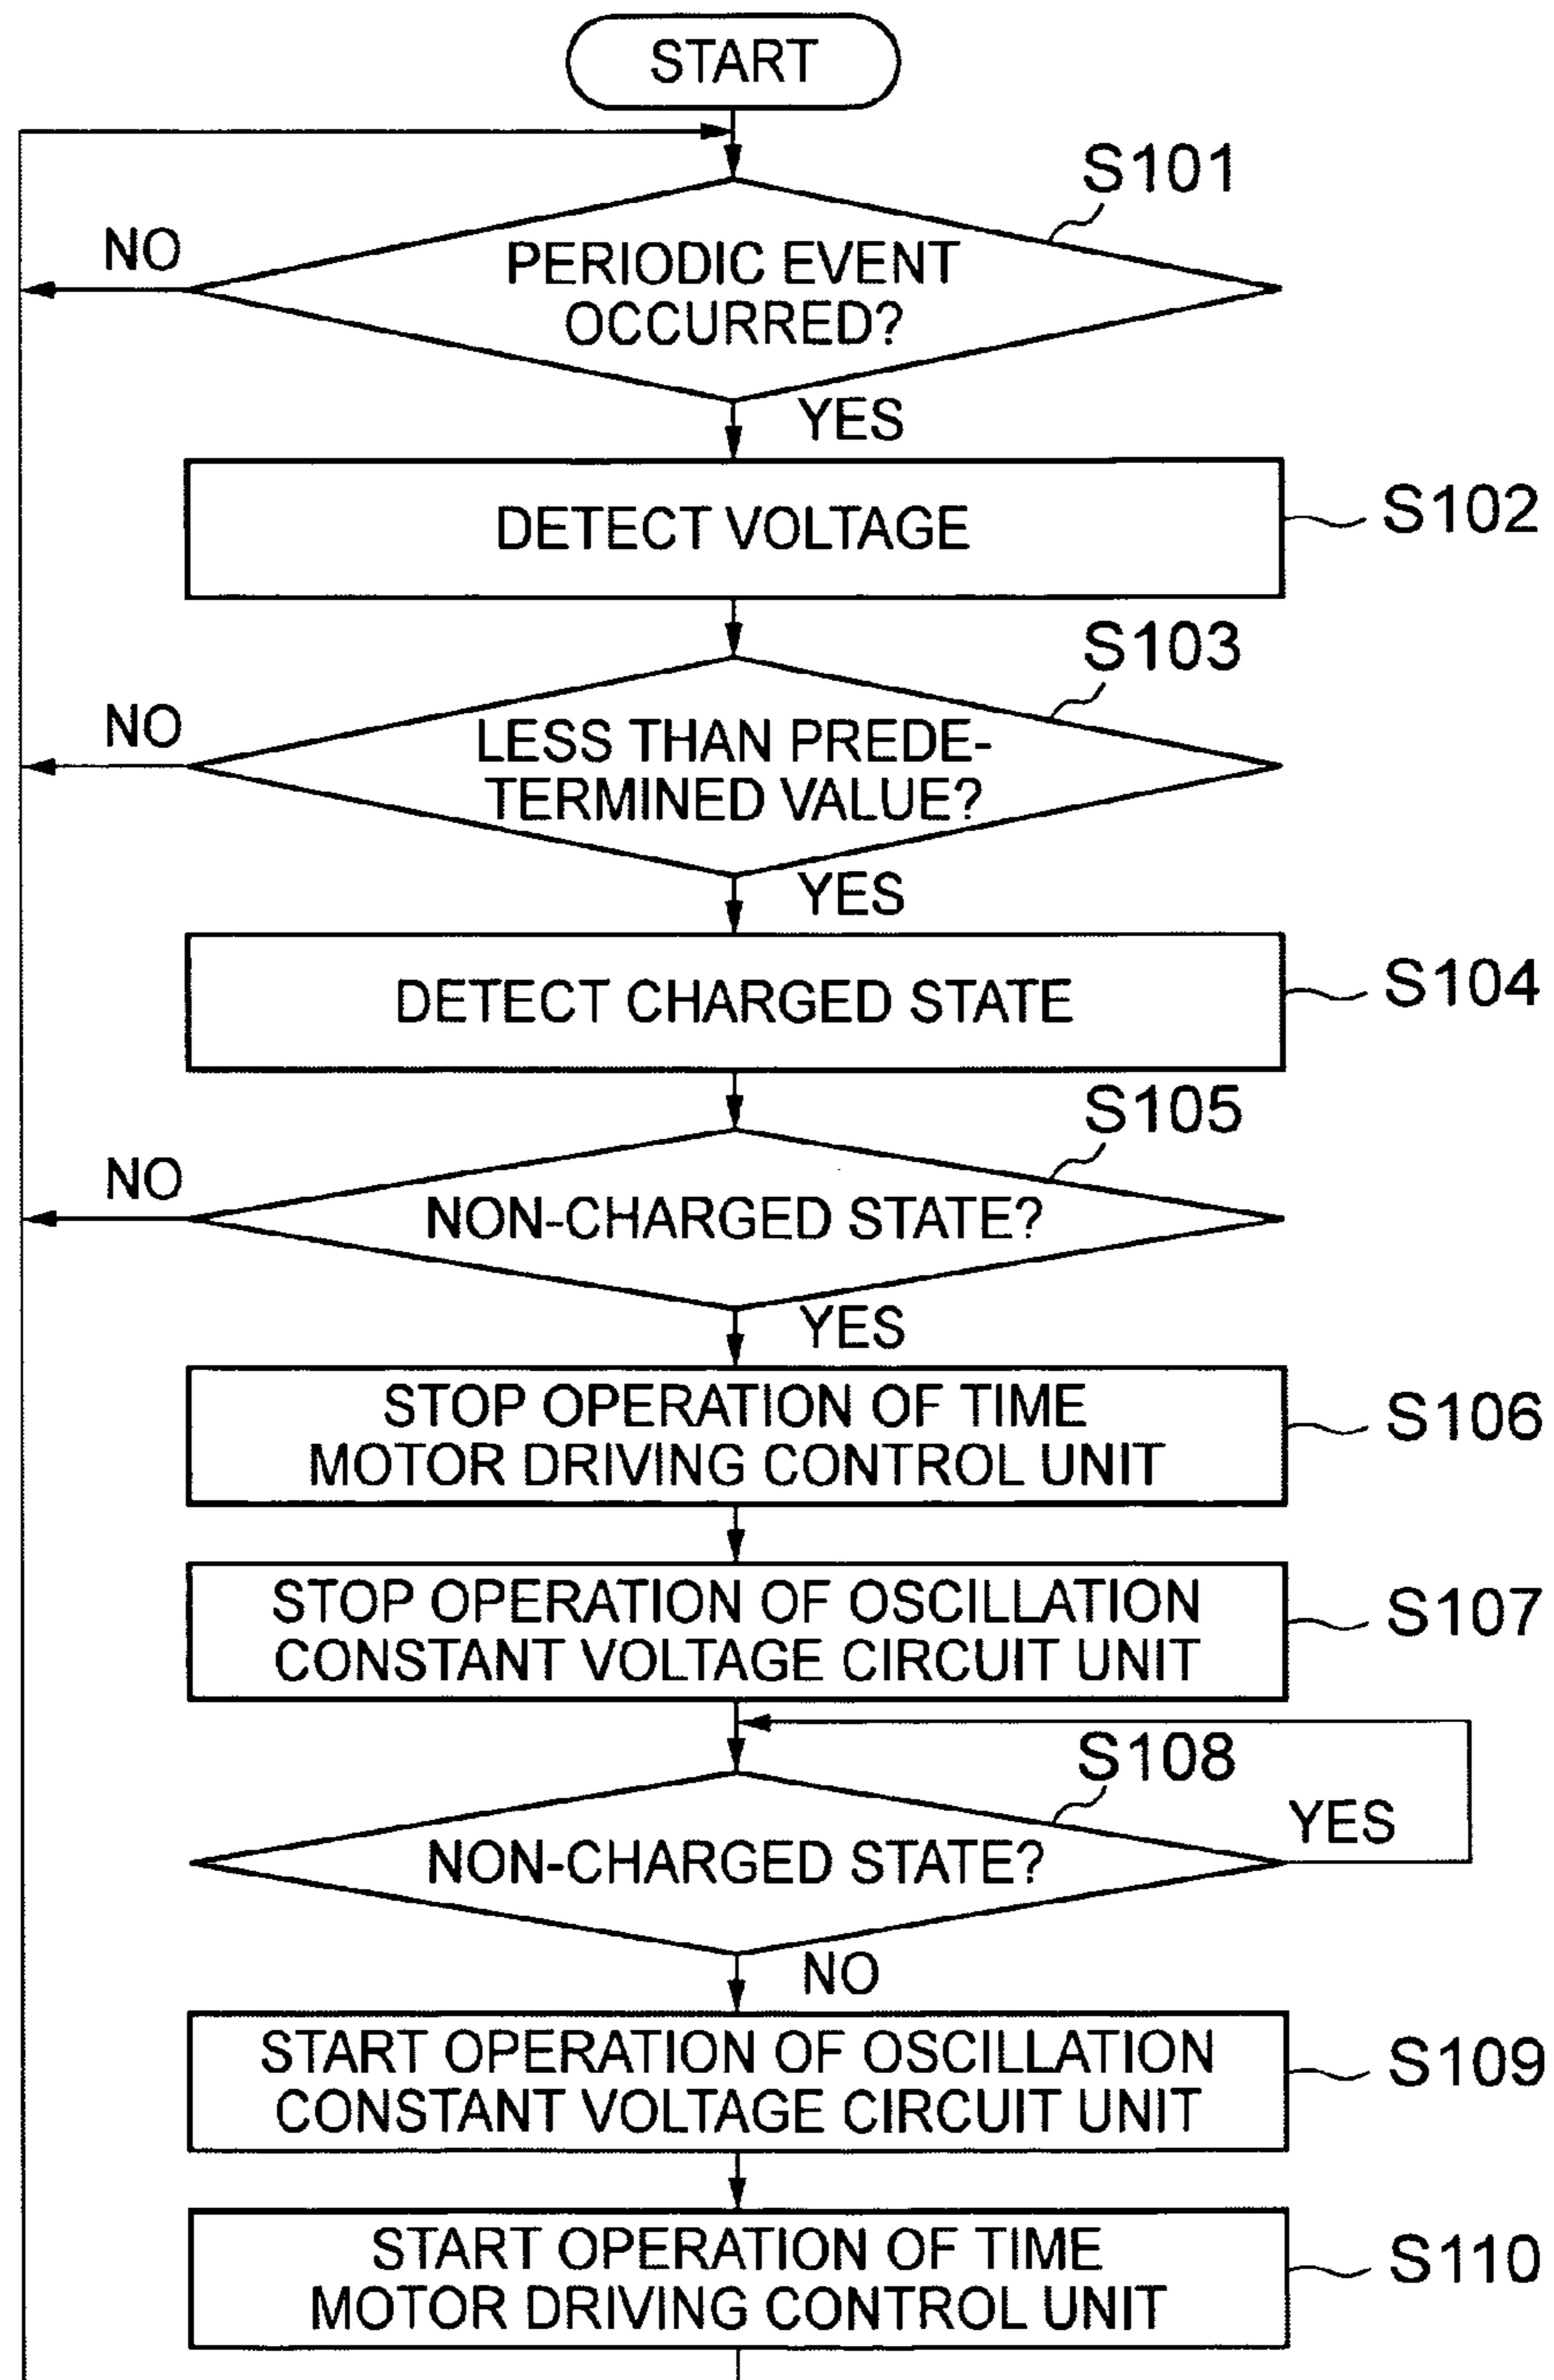 START
S101
NO
PERIODIC EVENT
OCCURRED?
YES
DETECT VOLTAGE
S102
S103
NO
LESS THAN PREDE-
TERMINED VALUE?
YES
DETECT CHARGED STATE
S104
S105
NO
NON-CHARGED STATE?
YES
STOP OPERATION OF TIME
MOTOR DRIVING CONTROL UNIT
S106
STOP OPERATION OF OSCILLATION
CONSTANT VOLTAGE CIRCUIT UNIT
S107
S108
YES
NON-CHARGED STATE?
NO
START OPERATION OF OSCILLATION
CONSTANT VOLTAGE CIRCUIT UNIT
S109
START OPERATION OF TIME
MOTOR DRIVING CONTROL UNIT
S110